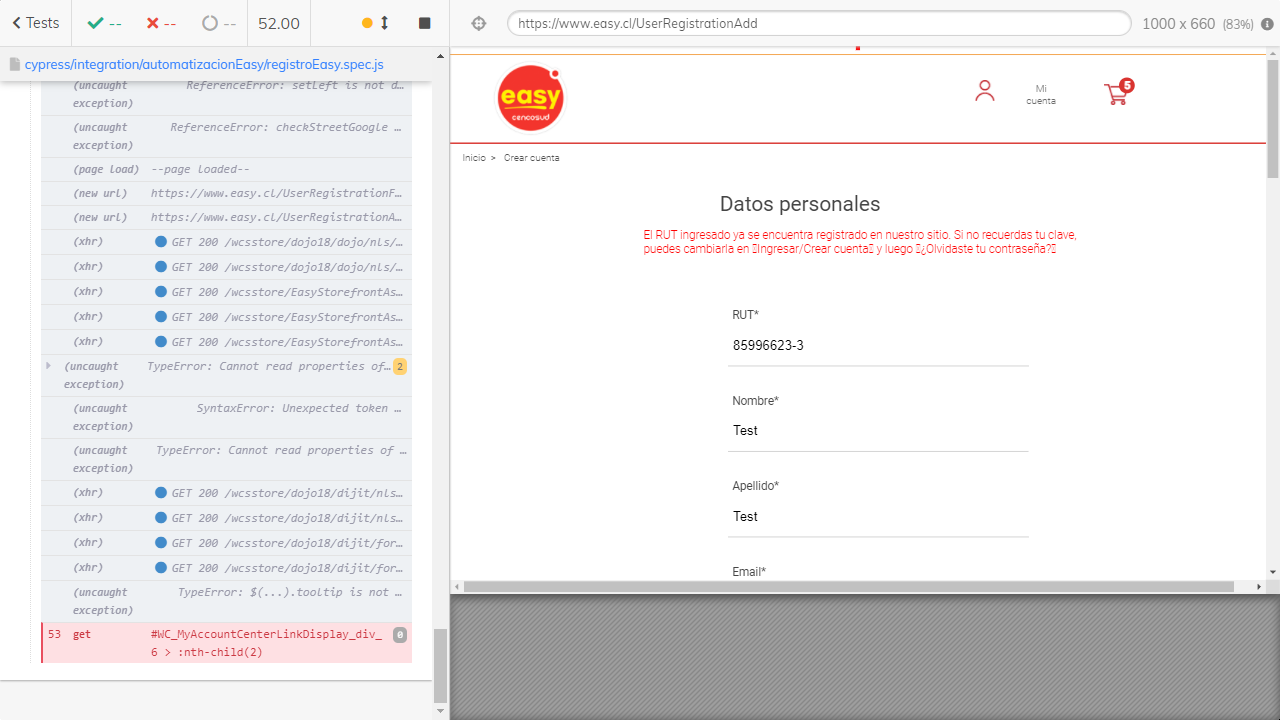 Tests
--
--
--
52.00
https://www.easy.cl/UserRegistrationAdd
1000 x 660 (83%)
cypress/integration/automatizacionEasy/registroEasy.spec.js
(uncaught exception) ReferenceError: setLeft is not d…
(uncaught exception) ReferenceError: checkStreetGoogle …
(page load) --page loaded--
(new url) https://www.easy.cl/UserRegistrationF…
(new url) https://www.easy.cl/UserRegistrationA…
(xhr) GET 200 /wcsstore/dojo18/dojo/nls/…
(xhr) GET 200 /wcsstore/dojo18/dojo/nls/…
(xhr) GET 200 /wcsstore/EasyStorefrontAs…
(xhr) GET 200 /wcsstore/EasyStorefrontAs…
(xhr) GET 200 /wcsstore/EasyStorefrontAs…
(uncaught exception) TypeError: Cannot read properties of… 2
(uncaught exception) SyntaxError: Unexpected token …
(uncaught exception) TypeError: Cannot read properties of …
(xhr) GET 200 /wcsstore/dojo18/dijit/nls…
(xhr) GET 200 /wcsstore/dojo18/dijit/nls…
(xhr) GET 200 /wcsstore/dojo18/dijit/for…
(xhr) GET 200 /wcsstore/dojo18/dijit/for…
(uncaught exception) TypeError: $(...).tooltip is not …
53 get #WC_MyAccountCenterLinkDisplay_div_ 0
6 > :nth-child(2)
easy
cencosud
Mi
cuenta
5
Inicio > Crear cuenta
Datos personales
El RUT ingresado ya se encuentra registrado en nuestro sitio. Si no recuerdas tu clave,
puedes cambiarla en Ingresar/Crear cuenta y luego ¿Olvidaste tu contraseña?
RUT*
85996623-3
Nombre*
Test
Apellido*
Test
Email*